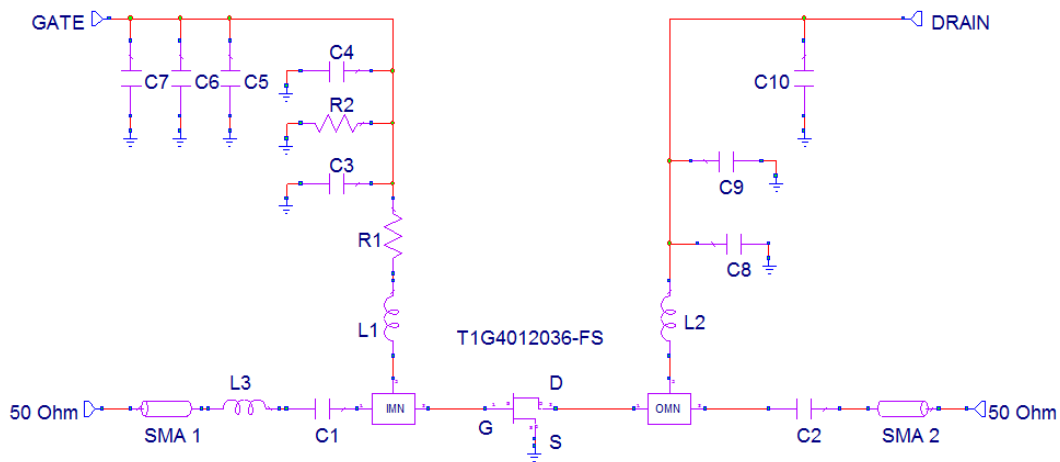 GATE
DRAIN
C7
C6
C5
C4
C10
R2
C3
C9
R1
C8
L1
L2
T1G4012036-FS
L3
D
50 Ohm
IMN
OMN
50 Ohm
SMA 1
C1
G
S
C2
SMA 2